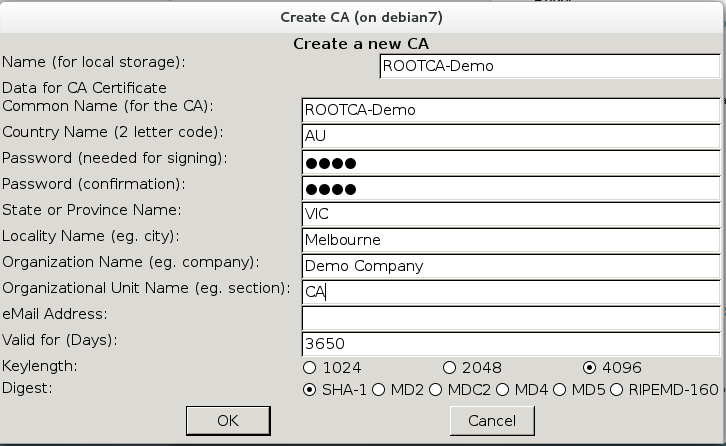 Create CA (on debian7)
Create a new CA
Name (for local storage): ROOTCA-Demo
Data for CA Certificate
Common Name (for the CA): ROOTCA-Demo
Country Name (2 letter code): AU
Password (needed for signing): ●●●●
Password (confirmation): ●●●●
State or Province Name: VIC
Locality Name (eg. city): Melbourne
Organization Name (eg. company): Demo Company
Organizational Unit Name (eg. section): CA
eMail Address:
Valid for (Days): 3650
Keylength: 1024 2048 4096
Digest: SHA-1 MD2 MDC2 MD4 MD5 RIPEMD-160
OK Cancel